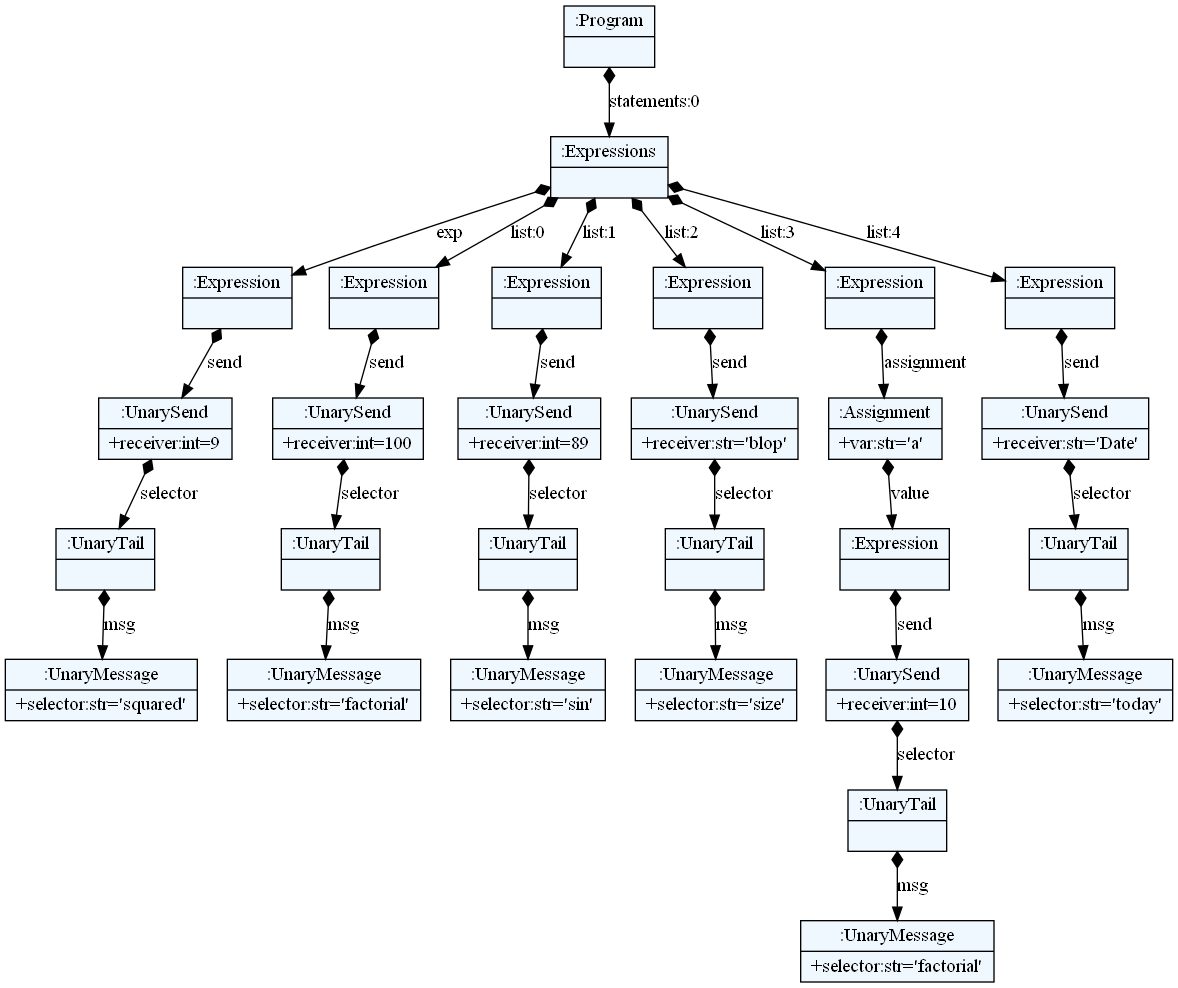 :Program
statements:0
:Expressions
exp
list:0
list:1
list:2
list:3
list:4
:Expression
:Expression
:Expression
:Expression
:Expression
:Expression
send
send
send
send
assignment
send
:UnarySend
+receiver:int=9
:UnarySend
+receiver:int=100
:UnarySend
+receiver:int=89
:UnarySend
+receiver:str='blop'
:Assignment
+var:str='a'
:UnarySend
+receiver:str='Date'
selector
selector
selector
selector
value
selector
:UnaryTail
:UnaryTail
:UnaryTail
:UnaryTail
:Expression
:UnaryTail
msg
msg
msg
msg
send
msg
:UnaryMessage
+selector:str='squared'
:UnaryMessage
+selector:str='factorial'
:UnaryMessage
+selector:str='sin'
:UnaryMessage
+selector:str='size'
:UnarySend
+receiver:int=10
:UnaryMessage
+selector:str='today'
selector
:UnaryTail
msg
:UnaryMessage
+selector:str='factorial'